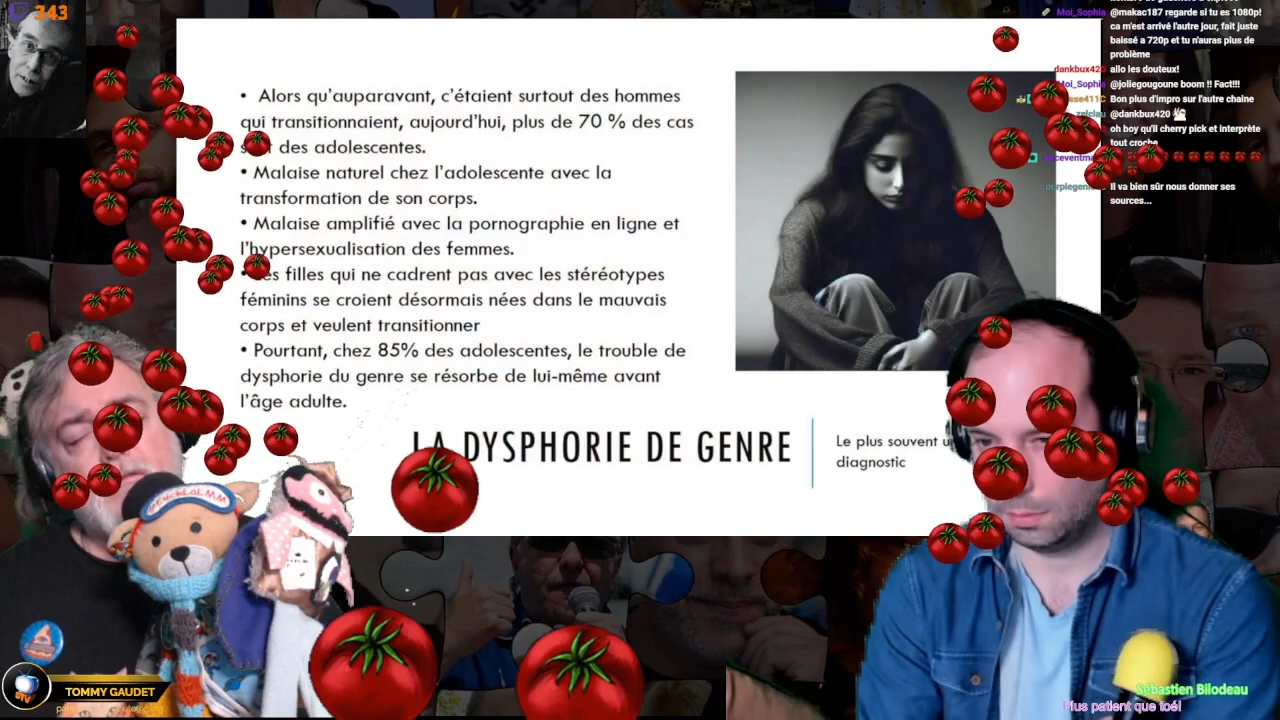 343
• Alors qu'auparavant, c'étaient surtout des hommes
qui transitionnaient, aujourd'hui, plus de 70 % des cas
des adolescentes.
• Malaise naturel chez l'adolescente avec la
transformation de son corps.
• Malaise amplifié avec la pornographie en ligne et
l'hypersexualisation des femmes.
• filles qui ne cadrent pas avec les stéréotypes
féminins se croient désormais nées dans le mauvais
corps et veulent transitionner
• Pourtant, chez 85% des adolescentes, le trouble de
dysphorie du genre se résorbe de lui-même avant
l'âge adulte.
LA DYSPHORIE DE GENRE
Le plus souvent
diagnostic
Moi_Sophia @makac187 regarde si tu es 1080p!
ca m'est arrivé l'autre jour, fait juste
baissé a 720p et tu n'auras plus de
problème
dankbux420 allo les douteux!
Moi_Sophia @joliegougoune boom !! Fact!!!
Bon plus d'impro sur l'autre chaine
@dankbux420
oh boy qu'il cherry pick et interprète
tout croche
Il va bien sûr nous donner ses
sources...
TOMMY GAUDET
Sébastien Bilodeau
Plus patient que toé!